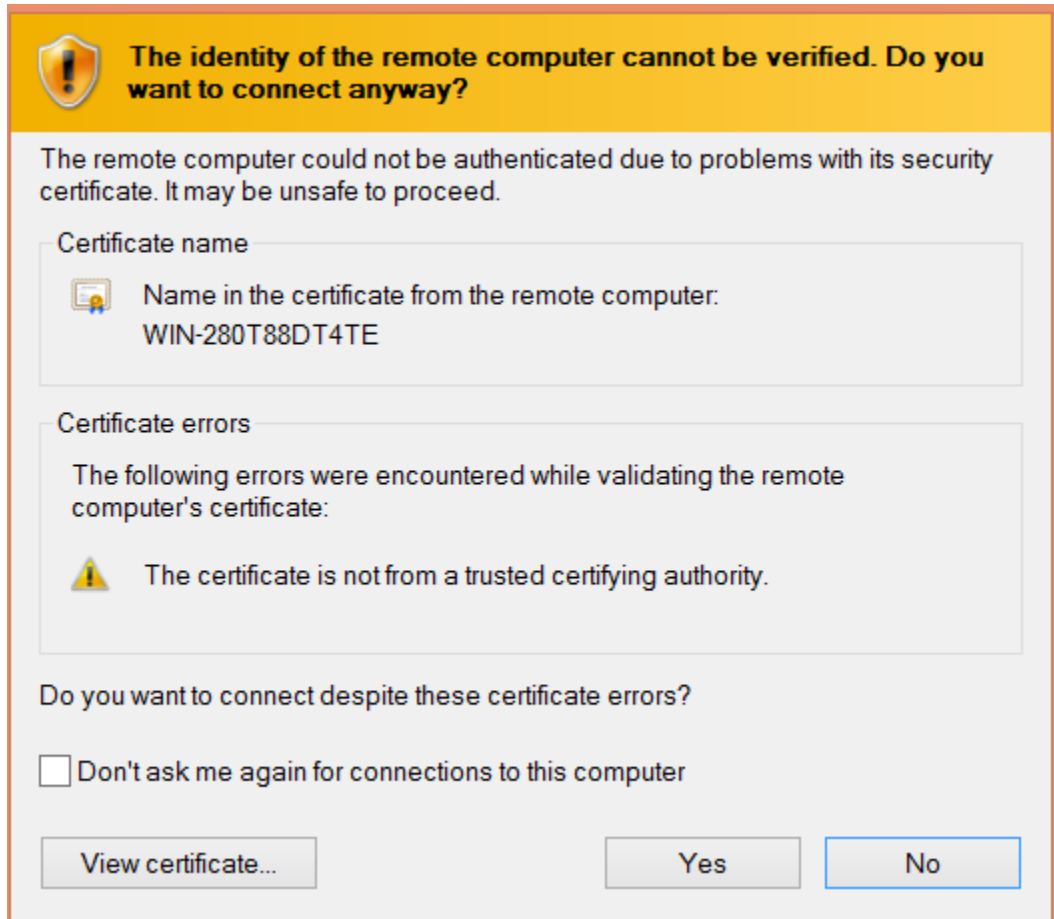 The identity of the remote computer cannot be verified. Do you
want to connect anyway?
The remote computer could not be authenticated due to problems with its security
certificate. It may be unsafe to proceed.
Certificate name
Name in the certificate from the remote computer:
WIN-280T88DT4TE
Certificate errors
The following errors were encountered while validating the remote
computer's certificate:
The certificate is not from a trusted certifying authority.
Do you want to connect despite these certificate errors?
Don't ask me again for connections to this computer
View certificate...
Yes
No